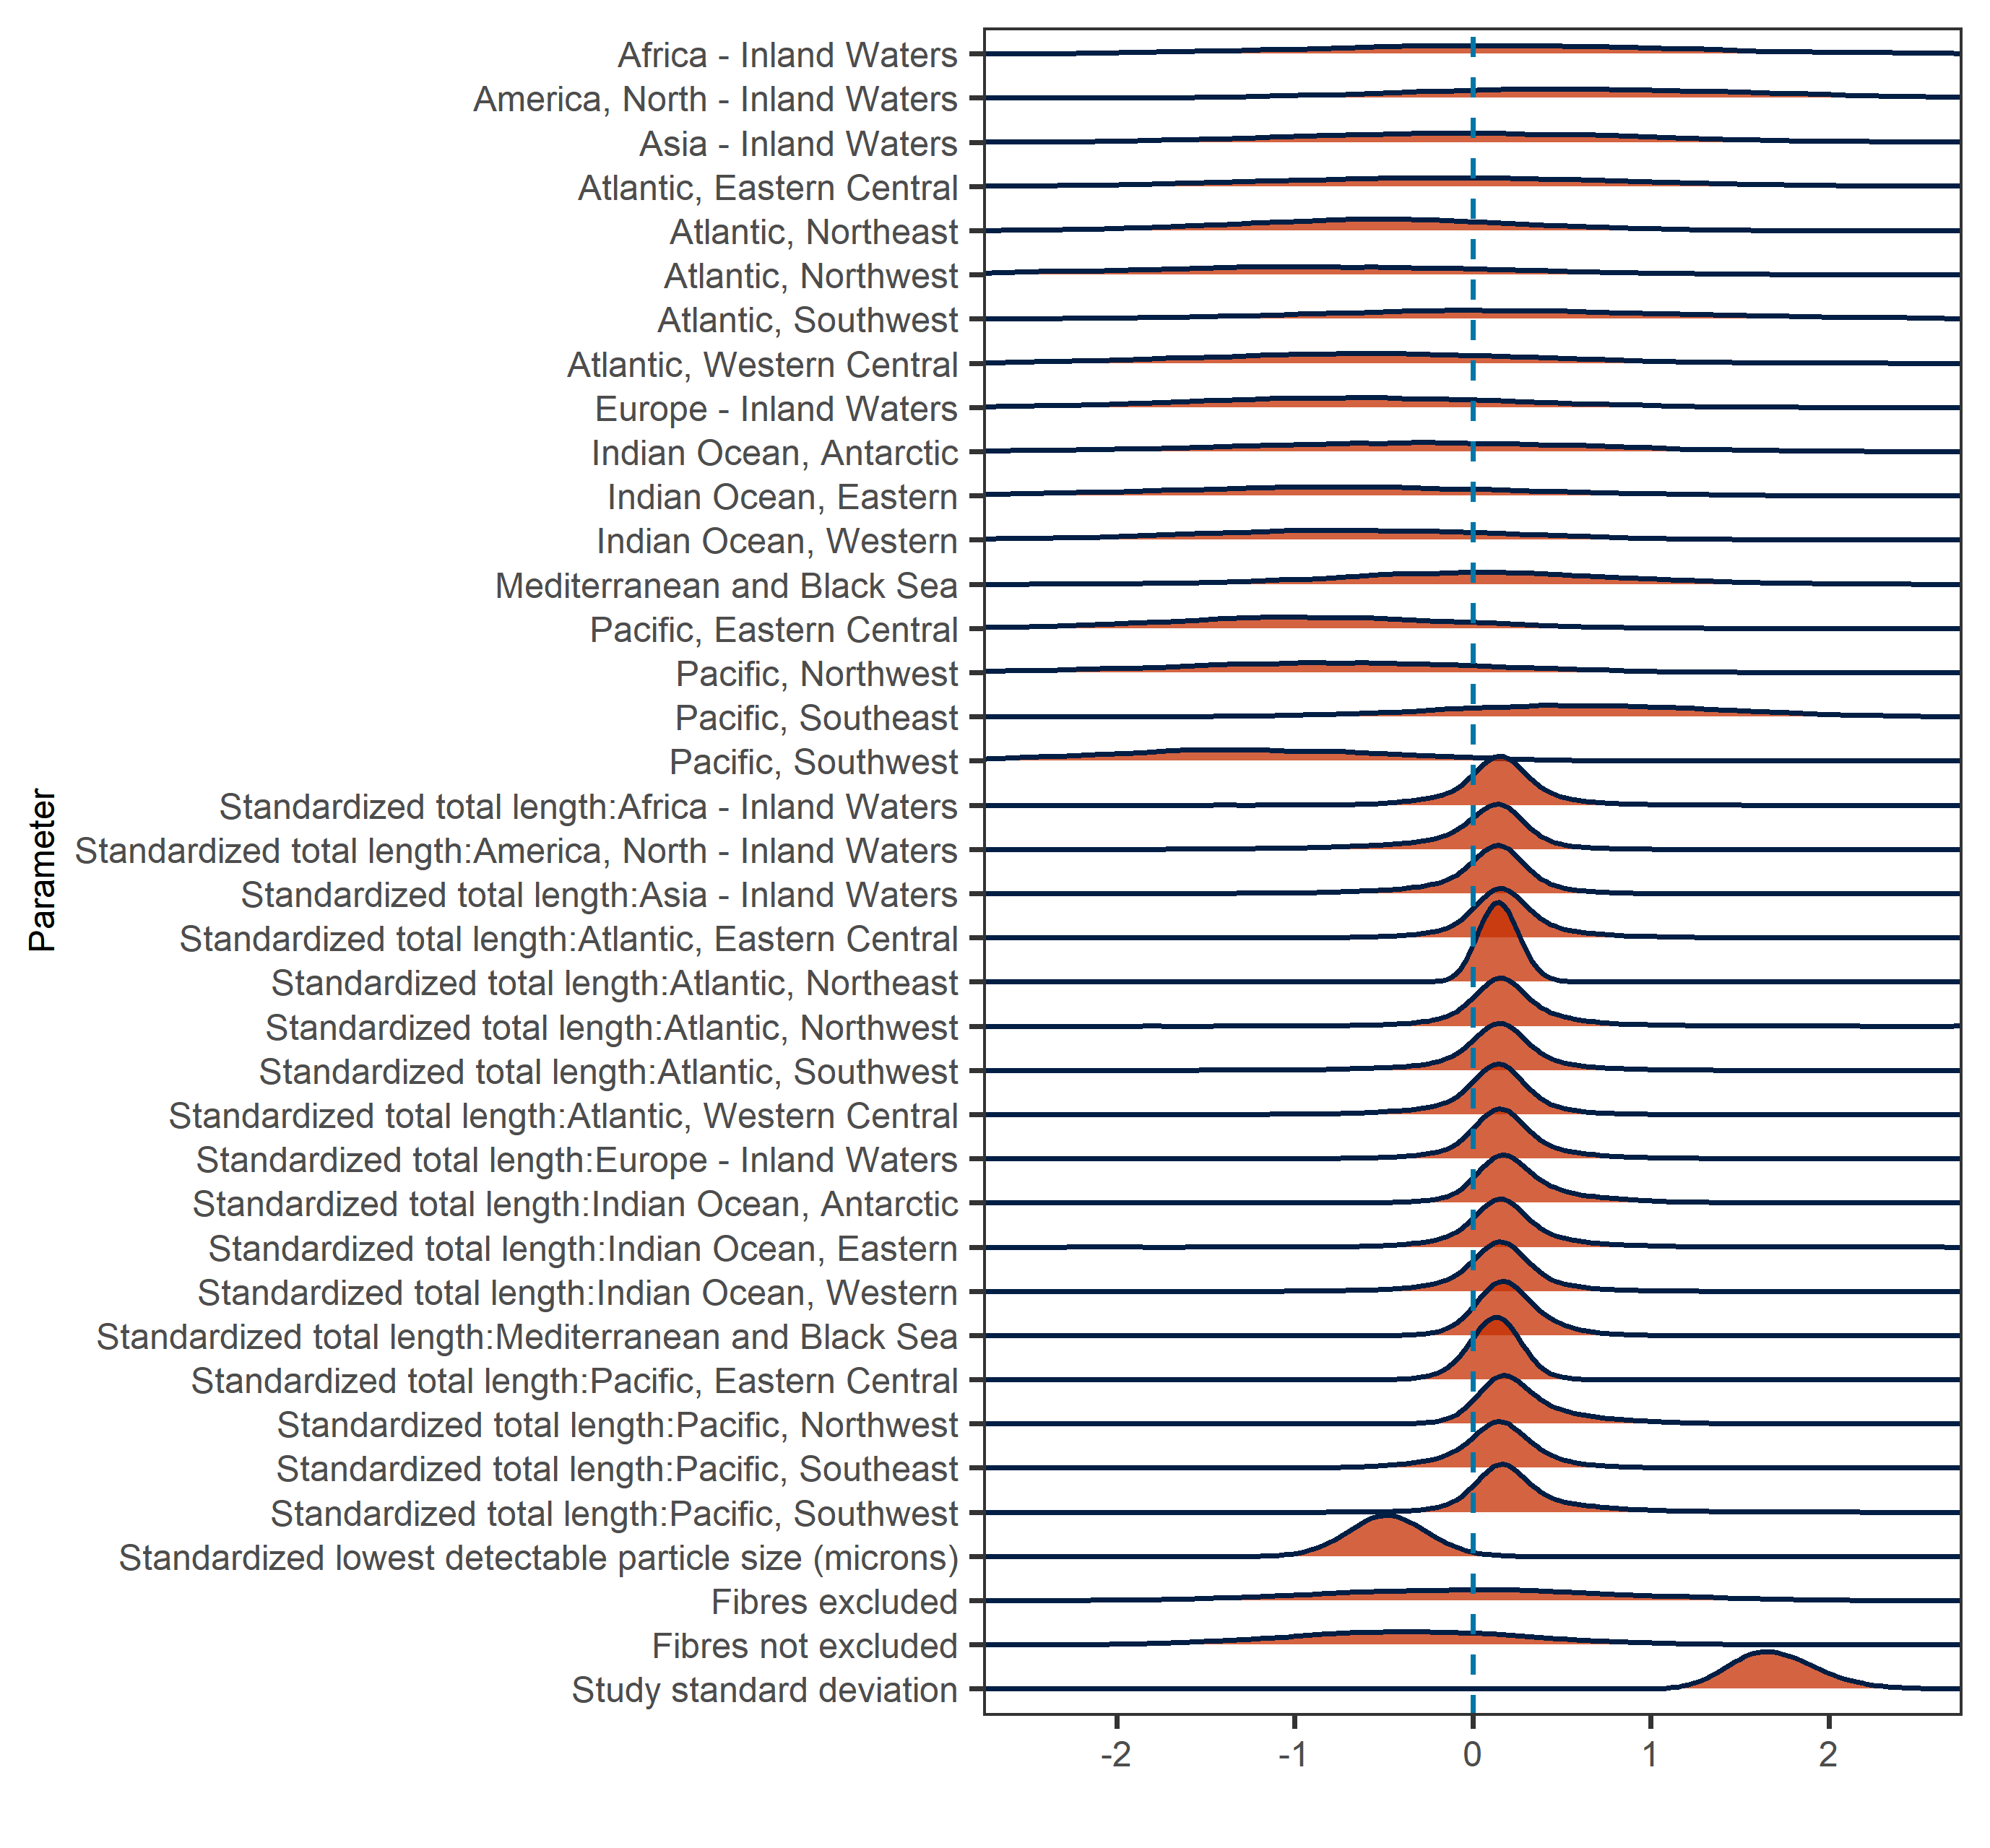 Africa - Inland Waters
America, North - Inland Waters
Asia - Inland Waters
Atlantic, Eastern Central
Atlantic, Northeast
Atlantic, Northwest
Atlantic, Southwest
Atlantic, Western Central
Europe - Inland Waters
Indian Ocean, Antarctic
Indian Ocean, Eastern
Indian Ocean, Western
Mediterranean and Black Sea
Pacific, Eastern Central
Pacific, Northwest
Pacific, Southeast
Pacific, Southwest
Standardized total length:Africa - Inland Waters
Standardized total length:America, North - Inland Waters
Standardized total length:Asia - Inland Waters
Standardized total length:Atlantic, Eastern Central
Standardized total length:Atlantic, Northeast
Standardized total length:Atlantic, Northwest
Standardized total length:Atlantic, Southwest
Standardized total length:Atlantic, Western Central
Standardized total length:Europe - Inland Waters
Standardized total length:Indian Ocean, Antarctic
Standardized total length:Indian Ocean, Eastern
Standardized total length:Indian Ocean, Western
Standardized total length:Mediterranean and Black Sea
Standardized total length:Pacific, Eastern Central
Standardized total length:Pacific, Northwest
Standardized total length:Pacific, Southeast
Standardized total length:Pacific, Southwest
Standardized lowest detectable particle size (microns)
Fibres excluded
Fibres not excluded
Study standard deviation
Parameter
-2 -1 0 1 2